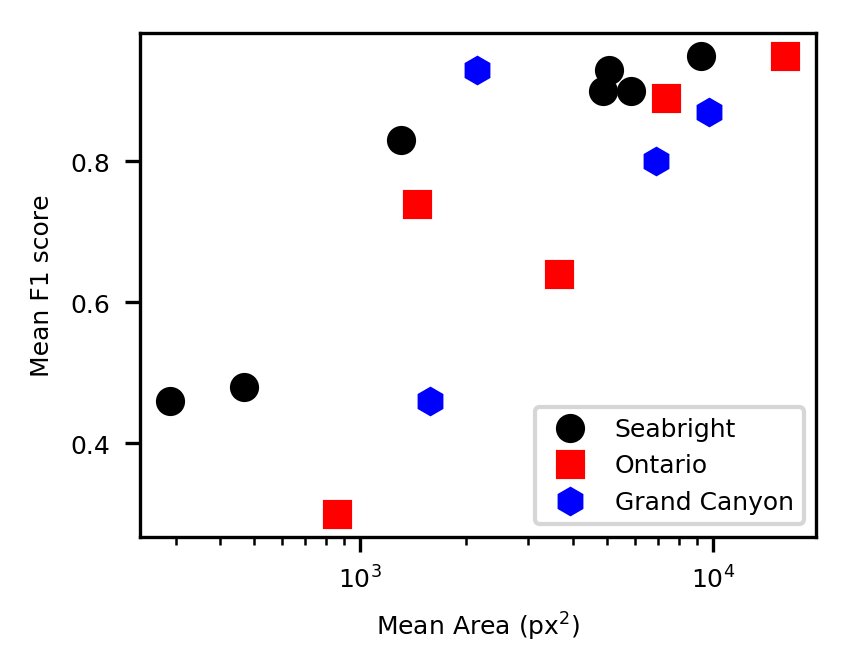 0.8
0.6
0.4
Mean F1 score
Seabright
Ontario
Grand Canyon
10³
10⁴
Mean Area (px²)